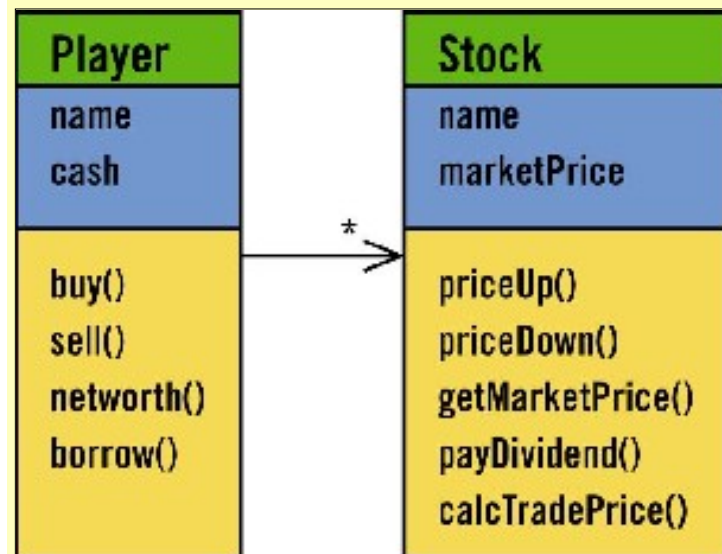 Player
name
cash
buy()
sell()
networth()
borrow()
*
Stock
name
marketPrice
priceUp()
priceDown()
getMarketPrice()
payDividend()
calcTradePrice()